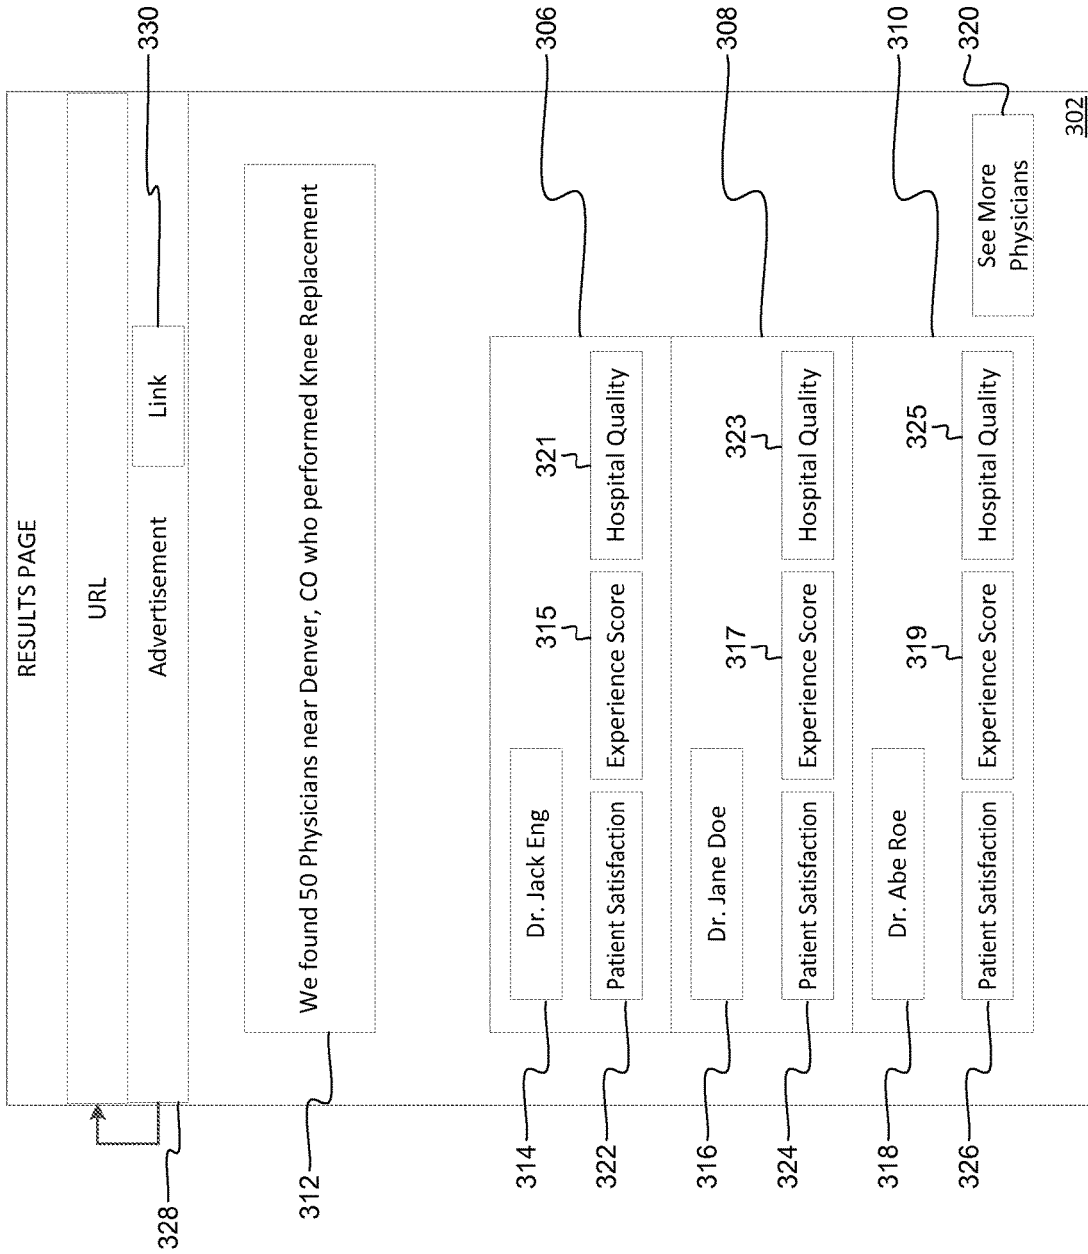 RESULTS PAGE
URL
Advertisement
Link
330
328
We found 50 Physicians near Denver, CO who performed Knee Replacement
312
Dr. Jack Eng
314
306
Patient Satisfaction
322
Experience Score
315
Hospital Quality
321
Dr. Jane Doe
316
308
Patient Satisfaction
324
Experience Score
317
Hospital Quality
323
Dr. Abe Roe
318
310
Patient Satisfaction
326
Experience Score
319
Hospital Quality
325
See More
Physicians
320
302